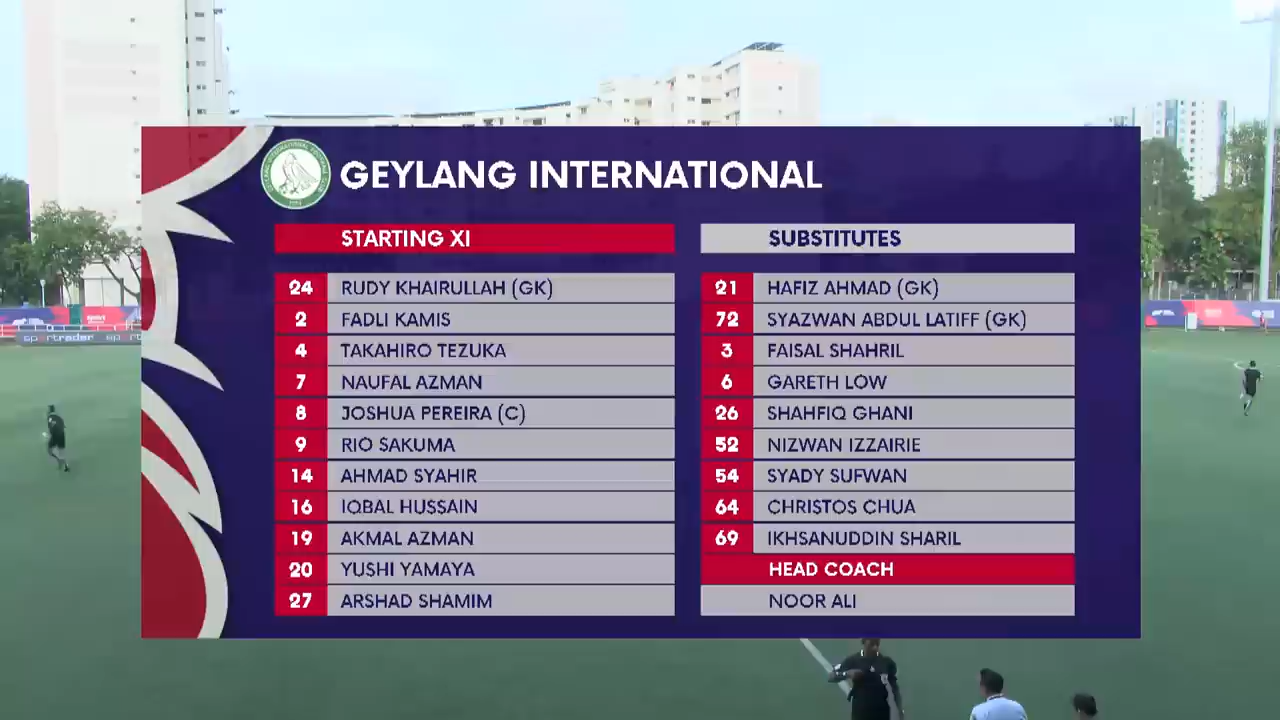 GEYLANG INTERNATIONAL
STARTING XI
24 RUDY KHAIRULLAH (GK)
2 FADLI KAMIS
4 TAKAHIRO TEZUKA
7 NAUFAL AZMAN
8 JOSHUA PEREIRA (C)
9 RIO SAKUMA
14 AHMAD SYAHIR
16 IQBAL HUSSAIN
19 AKMAL AZMAN
20 YUSHI YAMAYA
27 ARSHAD SHAMIM
SUBSTITUTES
21 HAFIZ AHMAD (GK)
72 SYAZWAN ABDUL LATIFF (GK)
3 FAISAL SHAHRIL
6 GARETH LOW
26 SHAHFIQ GHANI
52 NIZWAN IZZAIRIE
54 SYADY SUFWAN
64 CHRISTOS CHUA
69 IKHSANUDDIN SHARIL
HEAD COACH
NOOR ALI